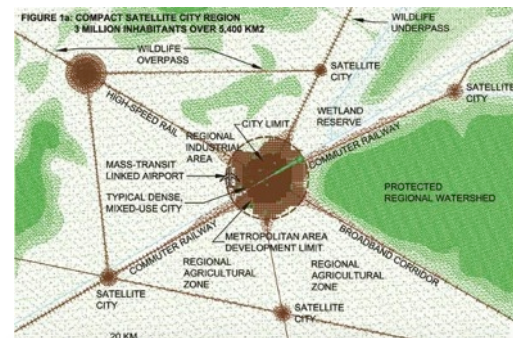 FIGURE 1a: COMPACT SATELLITE CITY REGION
3 MILLION INHABITANTS OVER 5,400 KM2
WILDLIFE
UNDERPASS
WILDLIFE
OVERPASS
SATELLITE
CITY
SATELLITE
CITY
HIGH-SPEED RAIL
CITY LIMIT
WETLAND
RESERVE
REGIONAL
INDUSTRIAL
AREA
COMMUTER RAILWAY
MASS-TRANSIT
LINKED AIRPORT
PROTECTED
REGIONAL WATERSHED
TYPICAL DENSE,
MIXED-USE CITY
METROPOLITAN AREA
DEVELOPMENT LIMIT
BROADBAND CORRIDOR
COMMUTER RAILWAY
REGIONAL
AGRICULTURAL
ZONE
REGIONAL
AGRICULTURAL
ZONE
SATELLITE
CITY
SATELLITE
CITY
20 KM